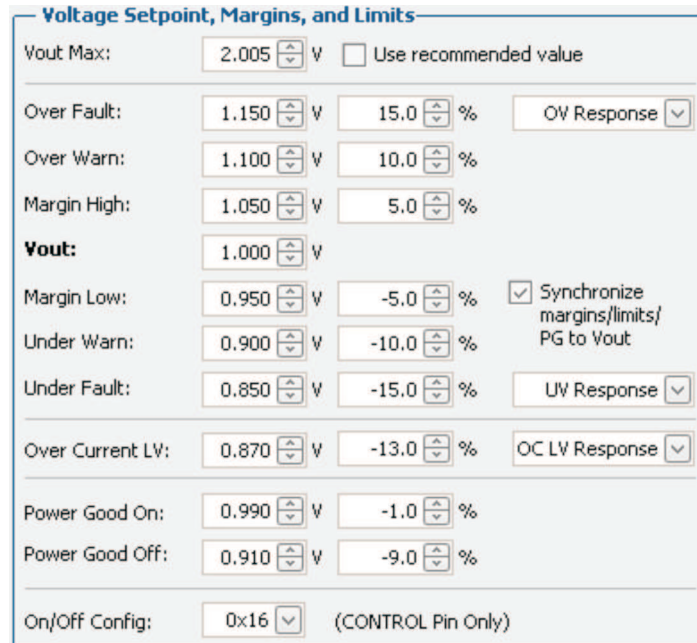 Voltage Setpoint, Margins, and Limits
Vout Max: 2.005 V Use recommended value
Over Fault: 1.150 V 15.0 % OV Response
Over Warn: 1.100 V 10.0 %
Margin High: 1.050 V 5.0 %
Vout: 1.000 V
Margin Low: 0.950 V -5.0 % Synchronize
margins/limits/
Under Warn: 0.900 V -10.0 % PG to Vout
Under Fault: 0.850 V -15.0 % UV Response
Over Current LV: 0.870 V -13.0 % OC LV Response
Power Good On: 0.990 V -1.0 %
Power Good Off: 0.910 V -9.0 %
On/Off Config: 0x16 (CONTROL Pin Only)